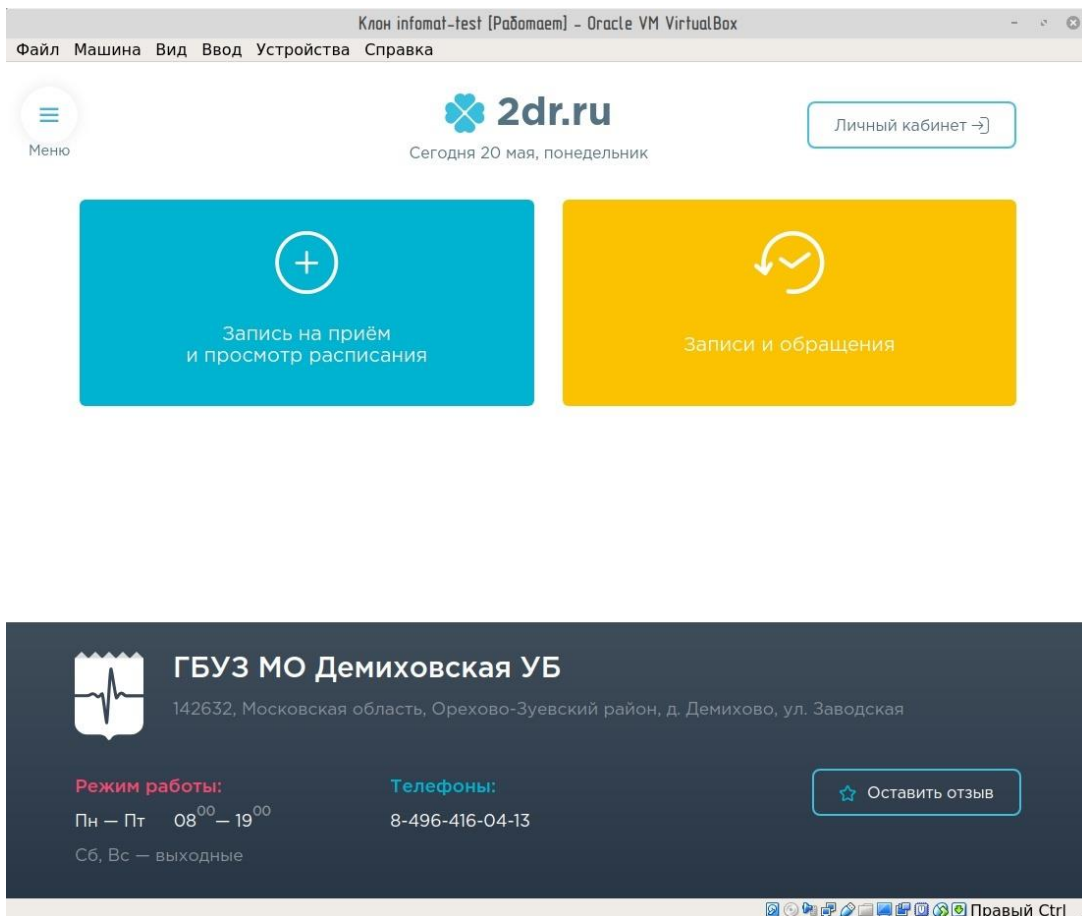 Клон infomat-test [Работает] - Oracle VM VirtualBox
Файл Машина Вид Ввод Устройства Справка
Меню
2dr.ru
Сегодня 20 мая, понедельник
Личный кабинет
Запись на приём
и просмотр расписания
Записи и обращения
ГБУЗ МО Демиховская УБ
142632, Московская область, Орехово-Зуевский район, д. Демихово, ул. Заводская
Режим работы:
Пн — Пт 08⁰⁰ — 19⁰⁰
Сб, Вс — выходные
Телефоны:
8-496-416-04-13
Оставить отзыв
Правый Ctrl